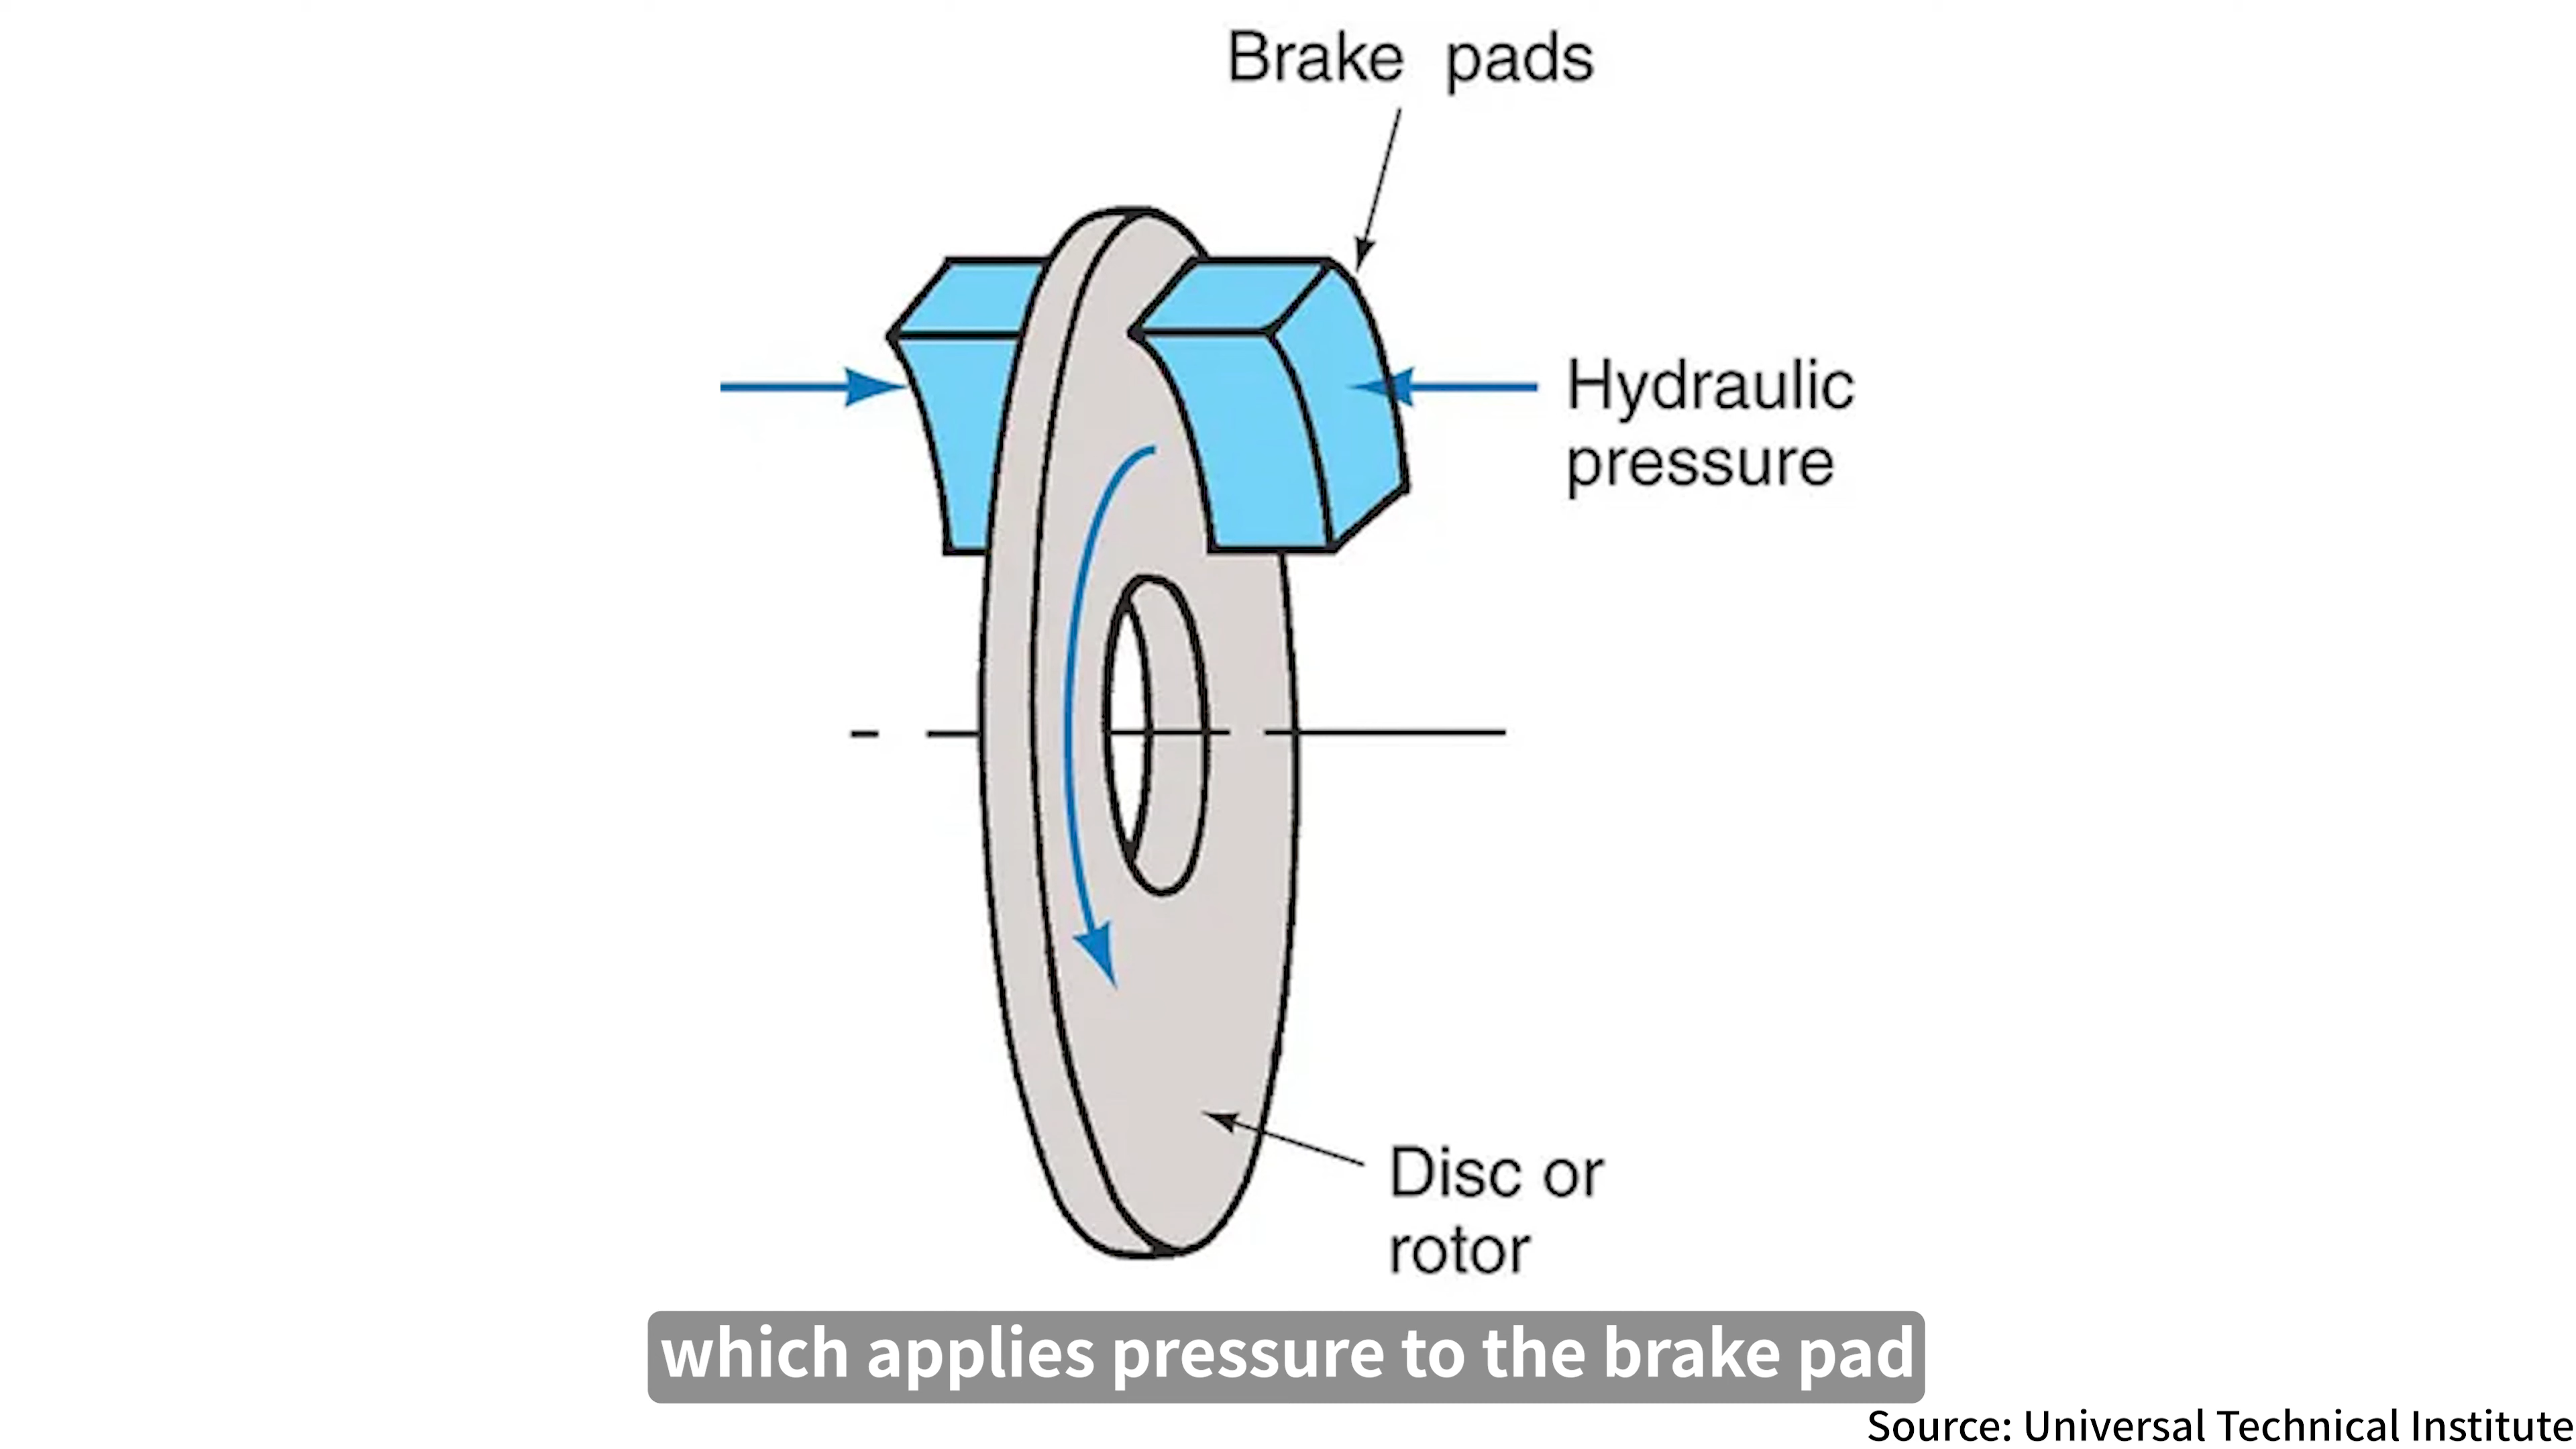 Brake pads
Hydraulic
pressure
Disc or
rotor
which applies pressure to the brake pad
Source: Universal Technical Institute